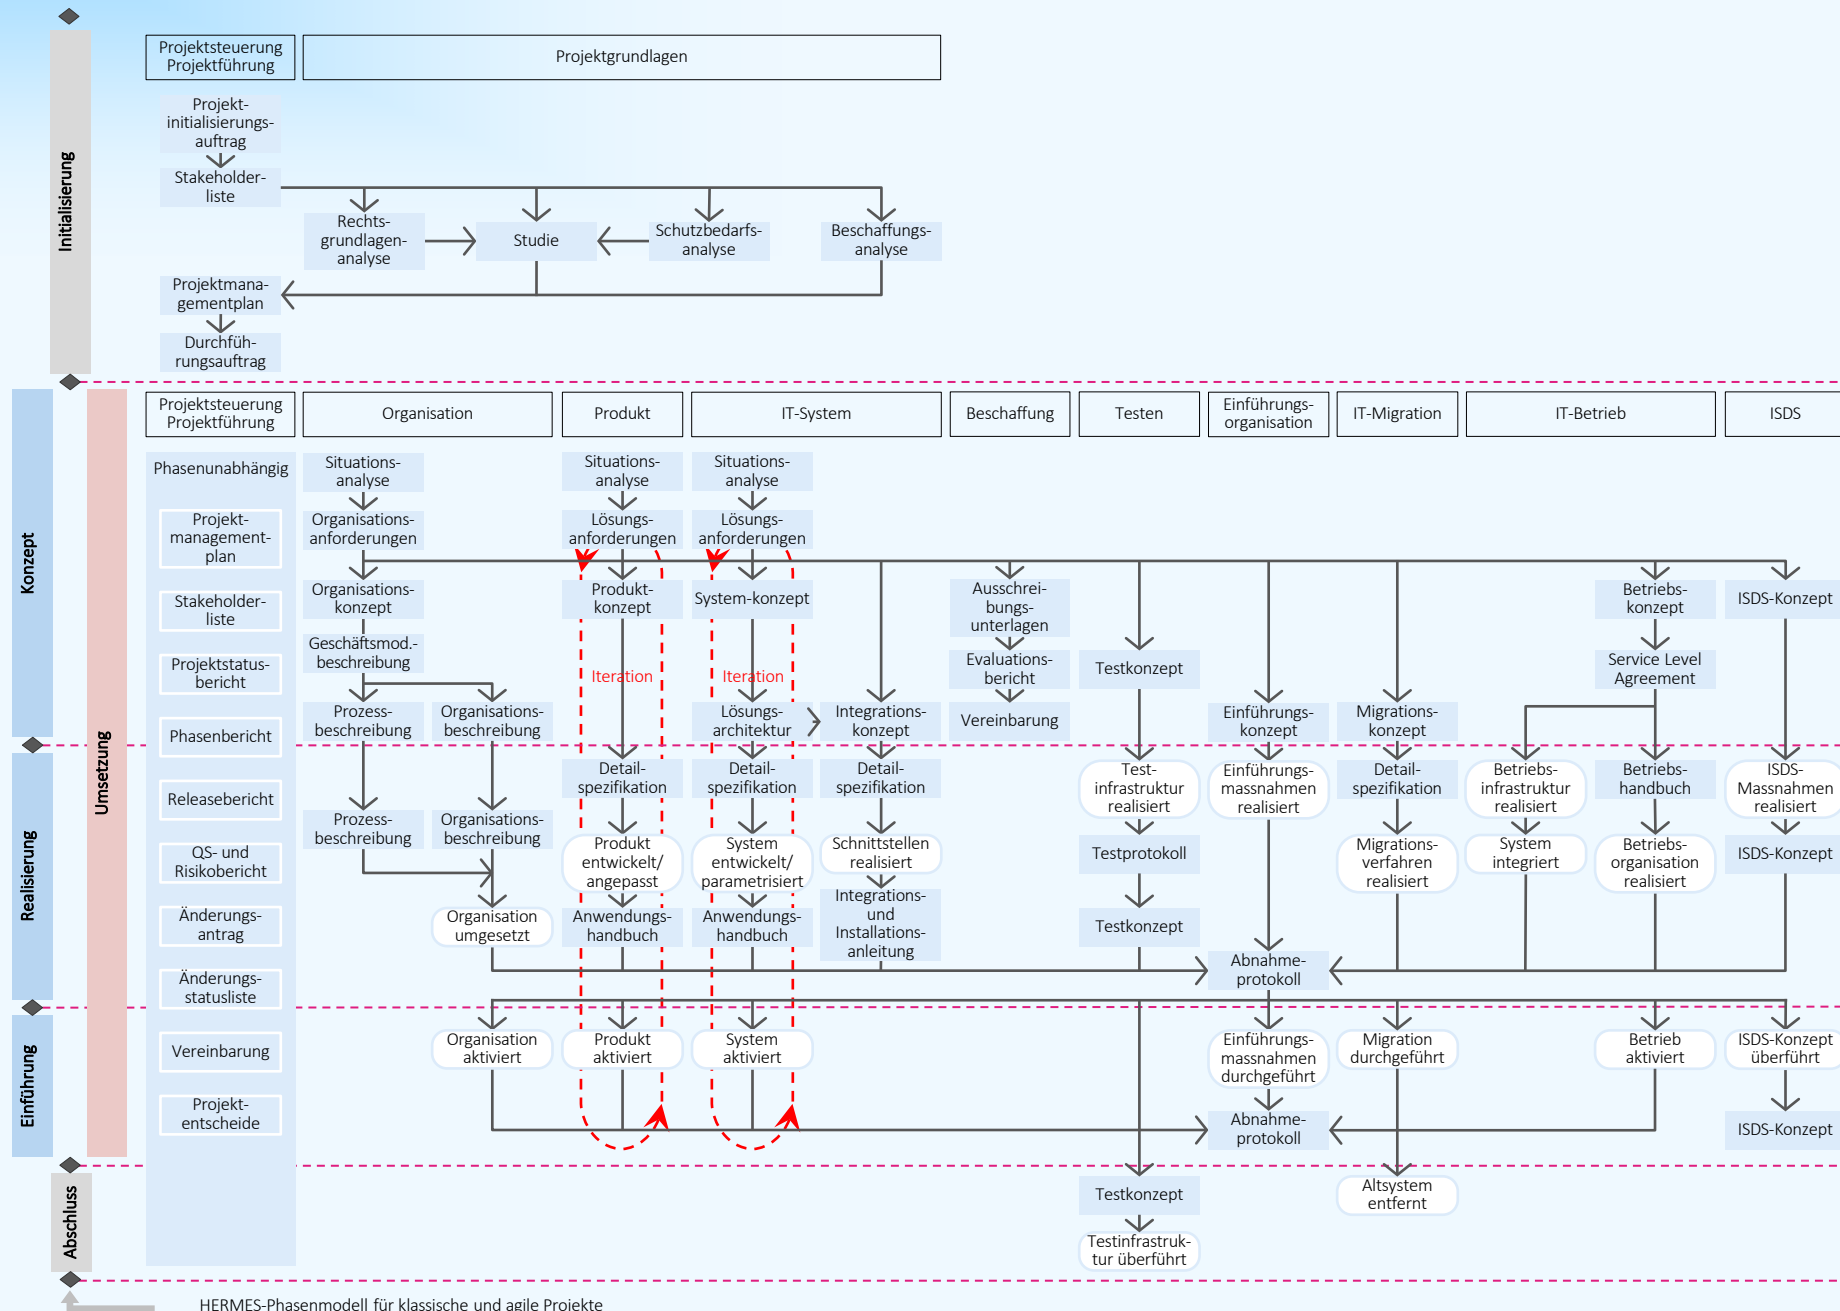 Initialisierung
Projektsteuerung
Projektführung
Projektgrundlagen
Projekt-
initialisierungs-
auftrag
Stakeholder-
liste
Rechts-
grundlagen-
analyse
Studie
Schutzbedarfs-
analyse
Beschaffungs-
analyse
Projektmana-
gementplan
Durchfüh-
rungsauftrag
Konzept
Realisierung
Einführung
Umsetzung
Abschluss
Projektsteuerung
Projektführung
Organisation
Produkt
IT-System
Beschaffung
Testen
Einführungs-
organisation
IT-Migration
IT-Betrieb
ISDS
Phasenunabhängig
Projekt-
management-
plan
Stakeholder-
liste
Projektstatus-
bericht
Phasenbericht
Releasebericht
QS- und
Risikobericht
Änderungs-
antrag
Änderungs-
statusliste
Vereinbarung
Projekt-
entscheide
Situations-
analyse
Situations-
analyse
Situations-
analyse
Organisations-
anforderungen
Lösungs-
anforderungen
Lösungs-
anforderungen
Organisations-
konzept
Produkt-
konzept
System-konzept
Ausschrei-
bungs-
unterlagen
Betriebs-
konzept
ISDS-Konzept
Geschäftsmod.-
beschreibung
Iteration
Iteration
Evaluations-
bericht
Testkonzept
Service Level
Agreement
Prozess-
beschreibung
Organisations-
beschreibung
Lösungs-
architektur
Integrations-
konzept
Vereinbarung
Einführungs-
konzept
Migrations-
konzept
Detail-
spezifikation
Detail-
spezifikation
Detail-
spezifikation
Test-
infrastruktur
realisiert
Einführungs-
massnahmen
realisiert
Detail-
spezifikation
Betriebs-
infrastruktur
realisiert
Betriebs-
handbuch
ISDS-
Massnahmen
realisiert
Prozess-
beschreibung
Organisations-
beschreibung
Produkt
entwickelt/
angepasst
System
entwickelt/
parametrisiert
Schnittstellen
realisiert
Testprotokoll
Migrations-
verfahren
realisiert
System
integriert
Betriebs-
organisation
realisiert
ISDS-Konzept
Organisation
umgesetzt
Anwendungs-
handbuch
Anwendungs-
handbuch
Integrations-
und
Installations-
anleitung
Testkonzept
Abnahme-
protokoll
Organisation
aktiviert
Produkt
aktiviert
System
aktiviert
Einführungs-
massnahmen
durchgeführt
Migration
durchgeführt
Betrieb
aktiviert
ISDS-Konzept
überführt
Abnahme-
protokoll
ISDS-Konzept
Testkonzept
Altsystem
entfernt
Testinfrastruk-
tur überführt
HERMES-Phasenmodell für klassische und agile Projekte